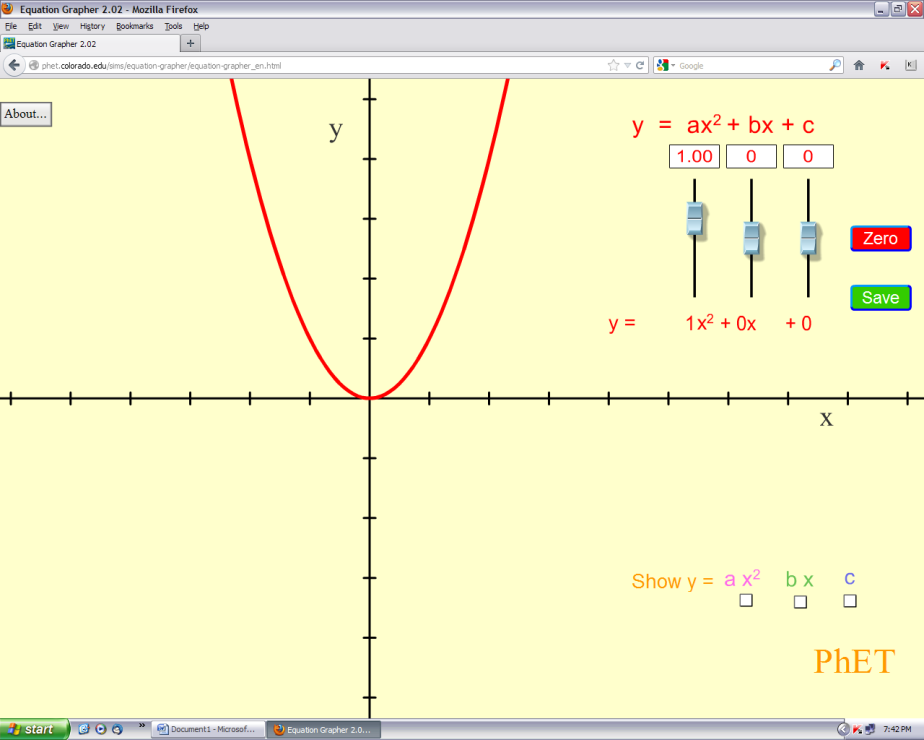 Equation Grapher 2.02 - Mozilla Firefox
File Edit View History Bookmarks Tools Help
Equation Grapher 2.02 +
phet.colorado.edu/sims/equation-grapher/equation-grapher_en.html Google
About...
y
y = ax² + bx + c
1.00 0 0
Zero
Save
y = 1x² + 0x + 0
x
Show y = a x² b x c
PhET
start » Document1 - Microsof... Equation Grapher 2.0... 7:42 PM